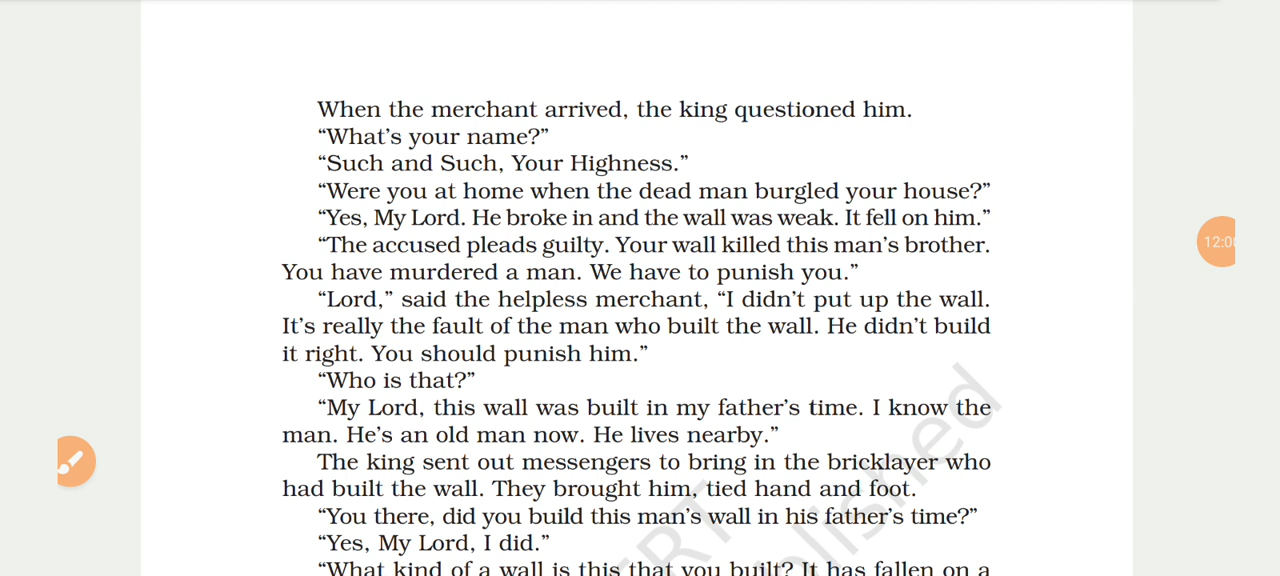 When the merchant arrived, the king questioned him.
“What’s your name?”
“Such and Such, Your Highness.”
“Were you at home when the dead man burgled your house?”
“Yes, My Lord. He broke in and the wall was weak. It fell on him.”
“The accused pleads guilty. Your wall killed this man’s brother.
You have murdered a man. We have to punish you.”
“Lord,” said the helpless merchant, “I didn’t put up the wall.
It’s really the fault of the man who built the wall. He didn’t build
it right. You should punish him.”
“Who is that?”
“My Lord, this wall was built in my father’s time. I know the
man. He’s an old man now. He lives nearby.”
The king sent out messengers to bring in the bricklayer who
had built the wall. They brought him, tied hand and foot.
“You there, did you build this man’s wall in his father’s time?”
“Yes, My Lord, I did.”
“What kind of a wall is this that you built? It has fallen on a